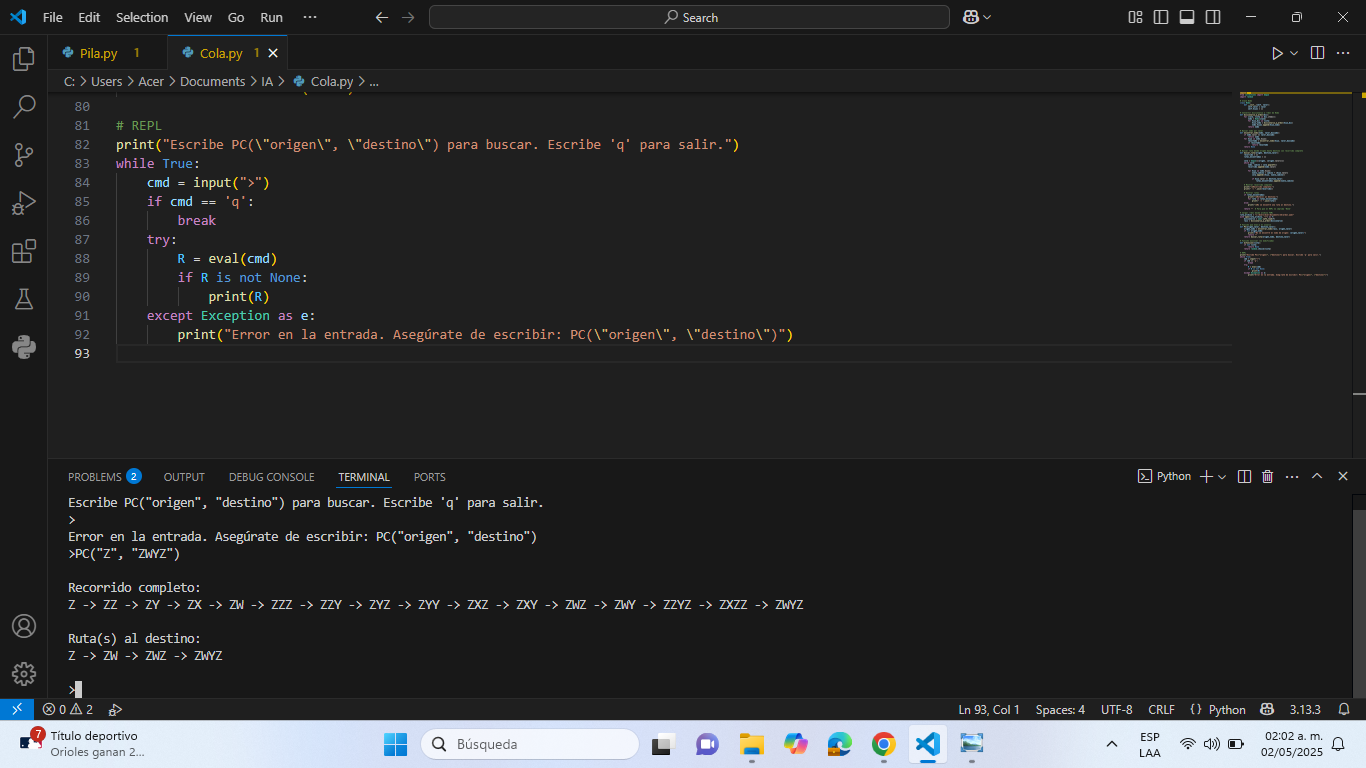 File Edit Selection View Go Run ··· Search
Pila.py 1 Cola.py 1
C: > Users > Acer > Documents > IA > Cola.py > ...
80
81 # REPL
82 print("Escribe PC(\"origen\", \"destino\") para buscar. Escribe 'q' para salir.")
83 while True:
84 cmd = input(">")
85 if cmd == 'q':
86 break
87 try:
88 R = eval(cmd)
89 if R is not None:
90 print(R)
91 except Exception as e:
92 print("Error en la entrada. Asegúrate de escribir: PC(\"origen\", \"destino\")")
93
PROBLEMS 2 OUTPUT DEBUG CONSOLE TERMINAL PORTS Python
Escribe PC("origen", "destino") para buscar. Escribe 'q' para salir.
>
Error en la entrada. Asegúrate de escribir: PC("origen", "destino")
>PC("Z", "ZWYZ")
Recorrido completo:
Z -> ZZ -> ZY -> ZX -> ZW -> ZZZ -> ZZY -> ZYZ -> ZYY -> ZXZ -> ZXY -> ZWZ -> ZWY -> ZZYZ -> ZXZZ -> ZWYZ
Ruta(s) al destino:
Z -> ZW -> ZWZ -> ZWYZ
>
0 2 Ln 93, Col 1 Spaces: 4 UTF-8 CRLF {} Python 3.13.3
7 Título deportivo
Orioles ganan 2...
Búsqueda
ESP
LAA
02:02 a. m.
02/05/2025